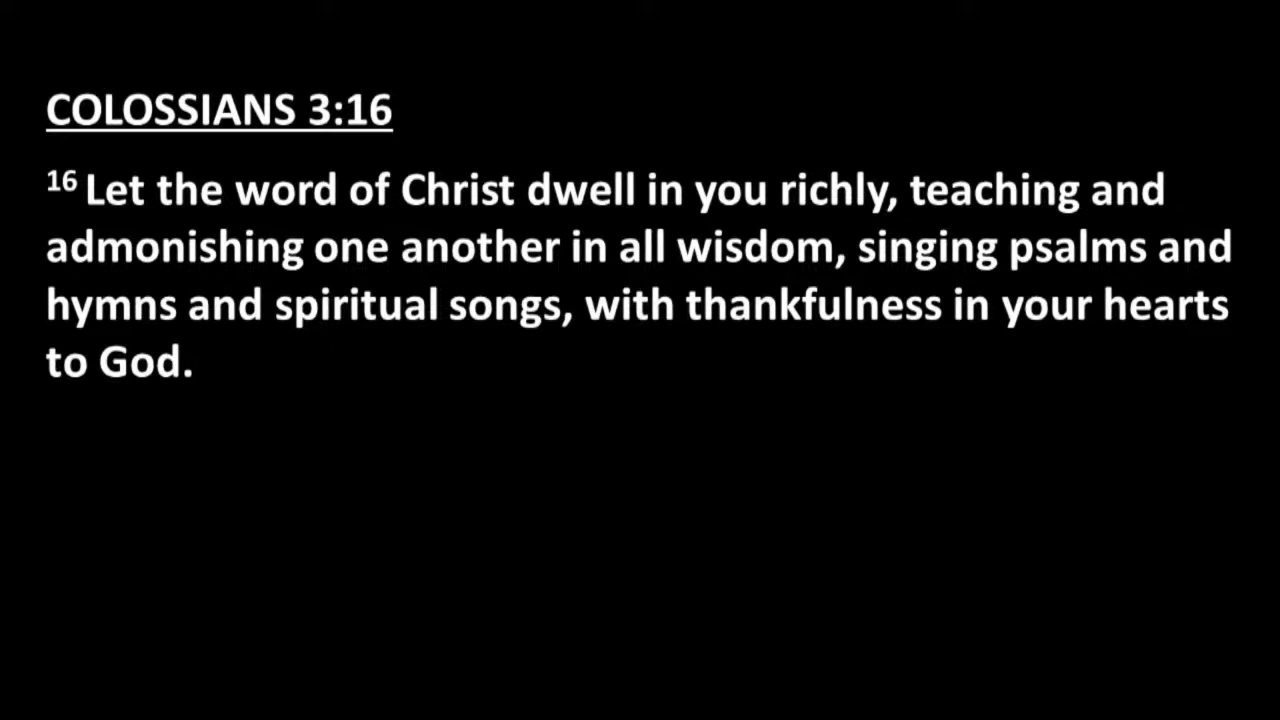 COLOSSIANS 3:16
16 Let the word of Christ dwell in you richly, teaching and
admonishing one another in all wisdom, singing psalms and
hymns and spiritual songs, with thankfulness in your hearts
to God.